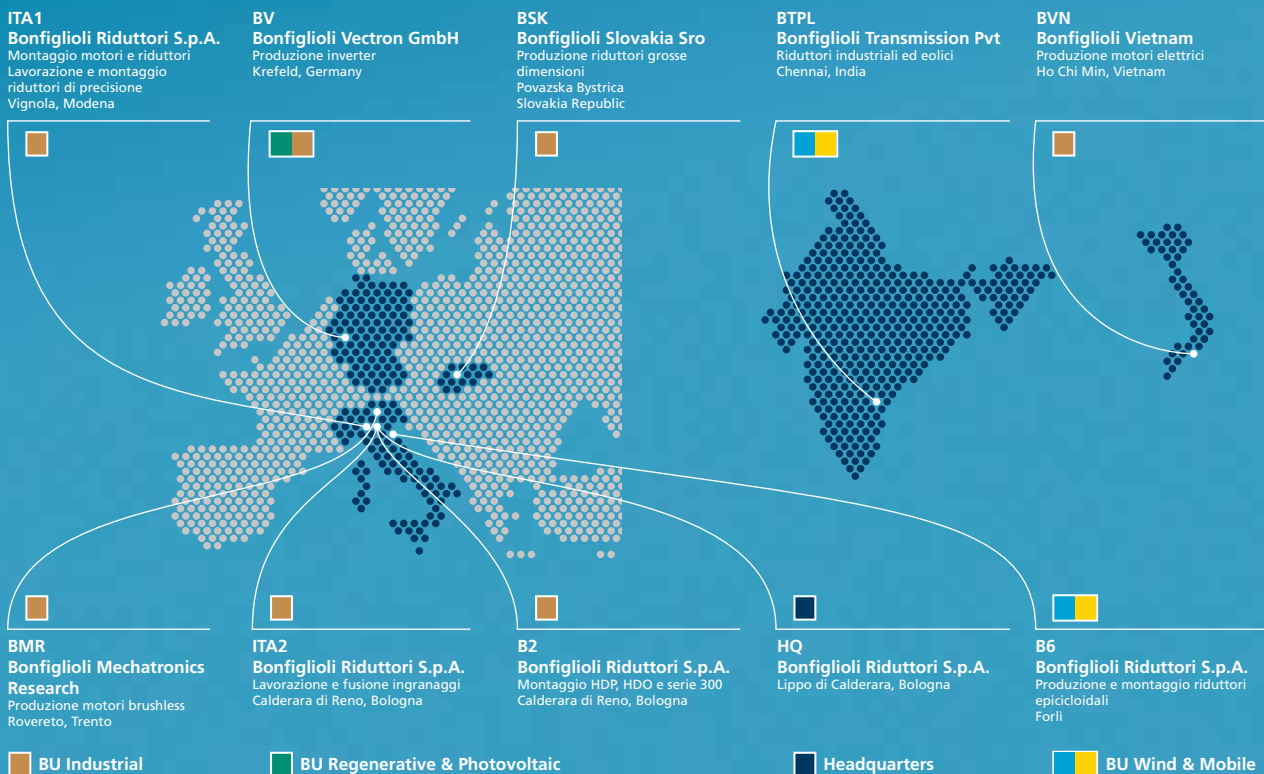 ITA1
Bonfiglioli Riduttori S.p.A.
Montaggio motori e riduttori
Lavorazione e montaggio
riduttori di precisione
Vignola, Modena
BV
Bonfiglioli Vectron GmbH
Produzione inverter
Krefeld, Germany
BSK
Bonfiglioli Slovakia Sro
Produzione riduttori grosse
dimensioni
Povazska Bystrica
Slovakia Republic
BTPL
Bonfiglioli Transmission Pvt
Riduttori industriali ed eolici
Chennai, India
BVN
Bonfiglioli Vietnam
Produzione motori elettrici
Ho Chi Min, Vietnam
BMR
Bonfiglioli Mechatronics
Research
Produzione motori brushless
Rovereto, Trento
ITA2
Bonfiglioli Riduttori S.p.A.
Lavorazione e fusione ingranaggi
Calderara di Reno, Bologna
B2
Bonfiglioli Riduttori S.p.A.
Montaggio HDP, HDO e serie 300
Calderara di Reno, Bologna
HQ
Bonfiglioli Riduttori S.p.A.
Lippo di Calderara, Bologna
B6
Bonfiglioli Riduttori S.p.A.
Produzione e montaggio riduttori
epicicloidali
Forlì
BU Industrial
BU Regenerative & Photovoltaic
Headquarters
BU Wind & Mobile